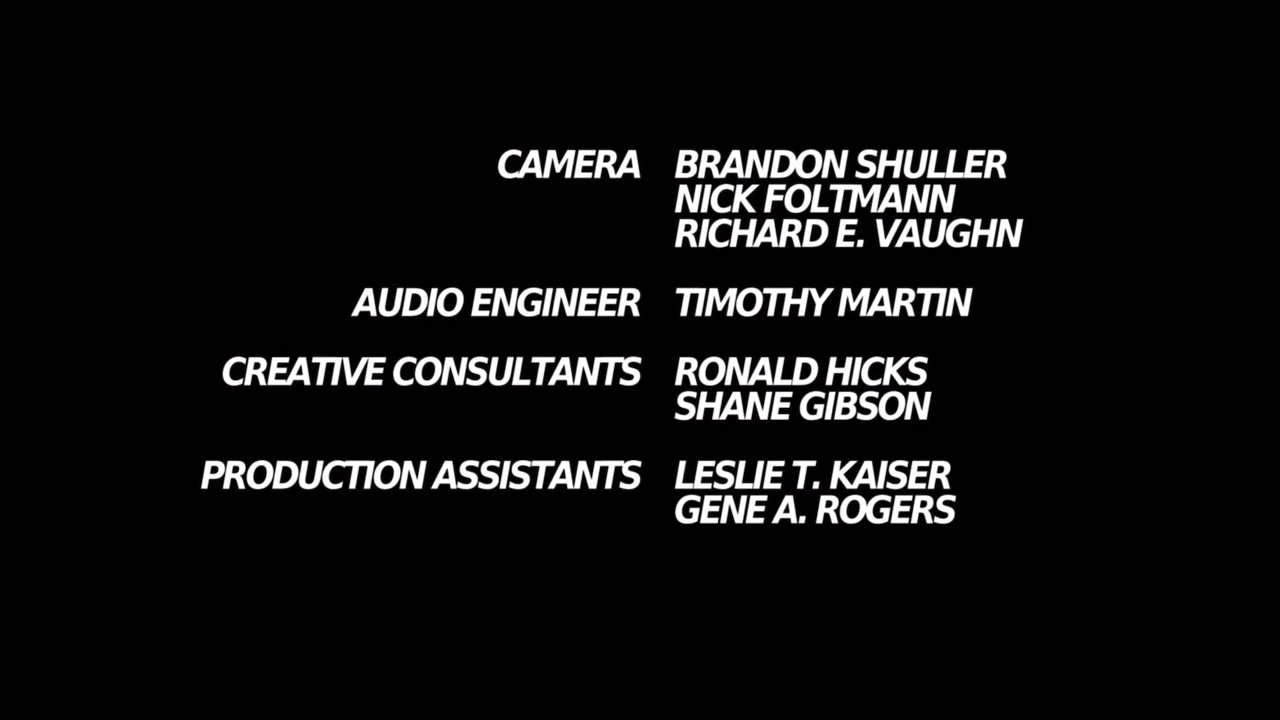 CAMERA BRANDON SHULLER
NICK FOLTMANN
RICHARD E. VAUGHN
AUDIO ENGINEER TIMOTHY MARTIN
CREATIVE CONSULTANTS RONALD HICKS
SHANE GIBSON
PRODUCTION ASSISTANTS LESLIE T. KAISER
GENE A. ROGERS